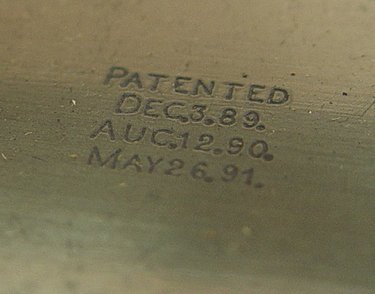 PATENTED
DEC.3.89.
AUG.12.90.
MAY 26.91.